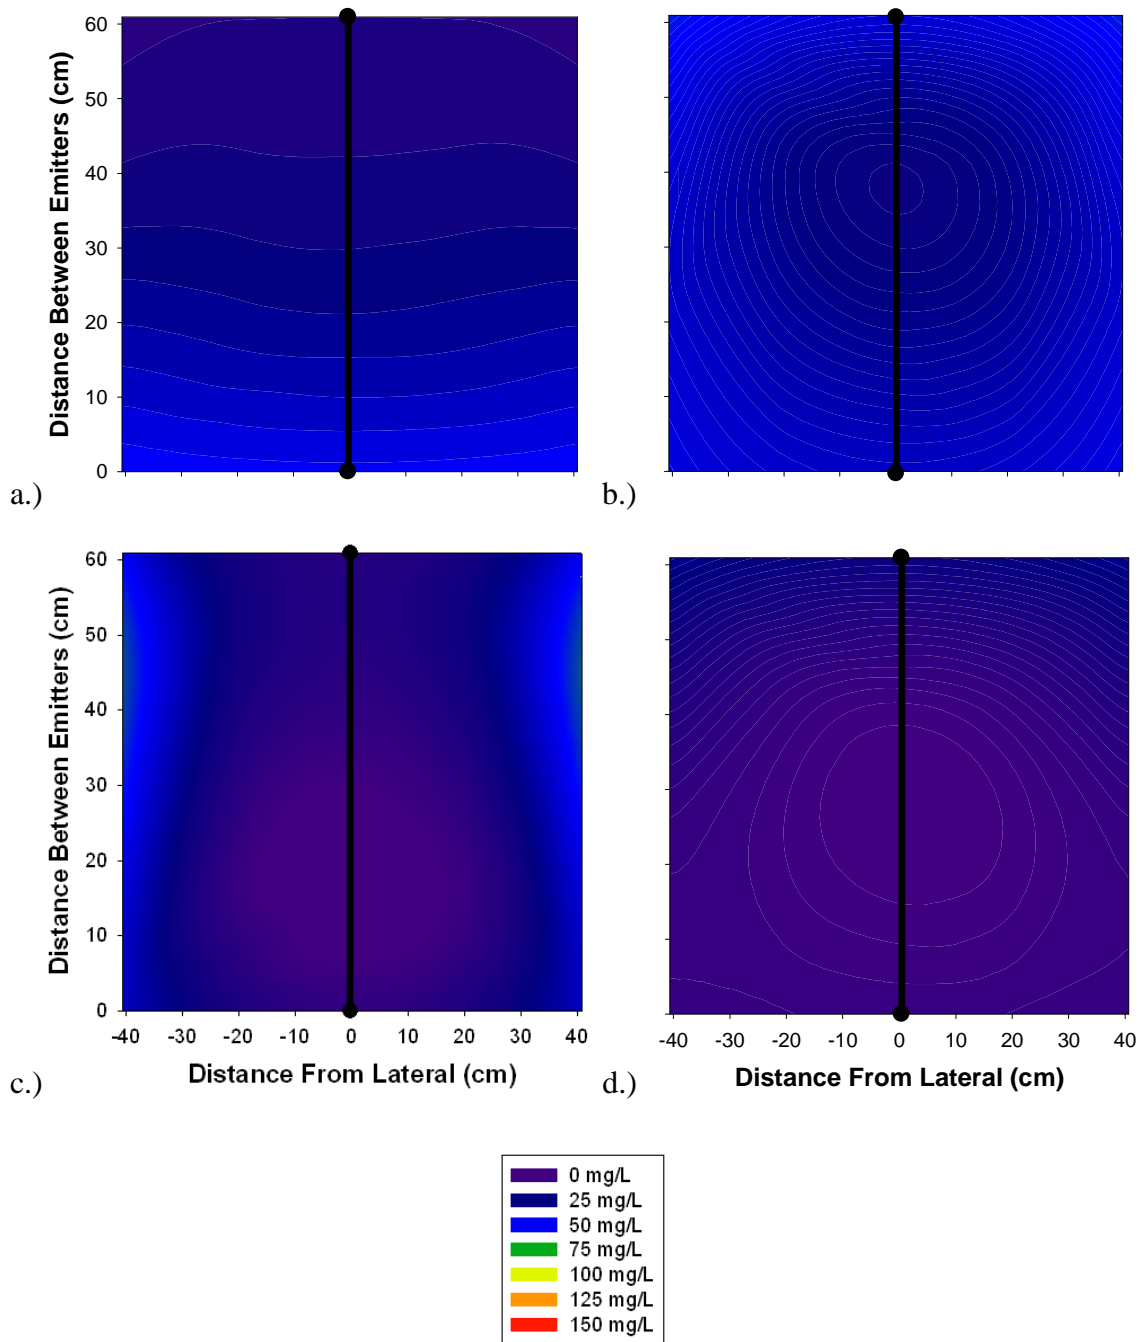 Distance Between Emitters (cm)
60
50
40
30
20
10
0
a.)
b.)
Distance Between Emitters (cm)
60
50
40
30
20
10
0
-40 -30 -20 -10 0 10 20 30 40
Distance From Lateral (cm)
c.)
-40 -30 -20 -10 0 10 20 30 40
Distance From Lateral (cm)
d.)
0 mg/L
25 mg/L
50 mg/L
75 mg/L
100 mg/L
125 mg/L
150 mg/L